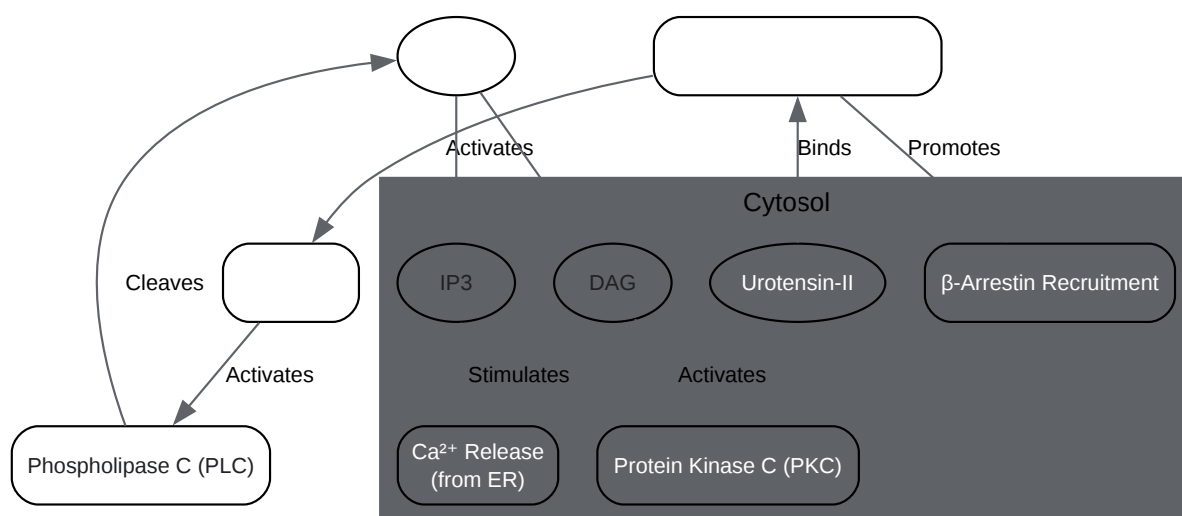 Activates
Binds
Promotes
Cytosol
Cleaves
IP3
DAG
Urotensin-II
β-Arrestin Recruitment
Activates
Stimulates
Activates
Phospholipase C (PLC)
Ca²⁺ Release
(from ER)
Protein Kinase C (PKC)